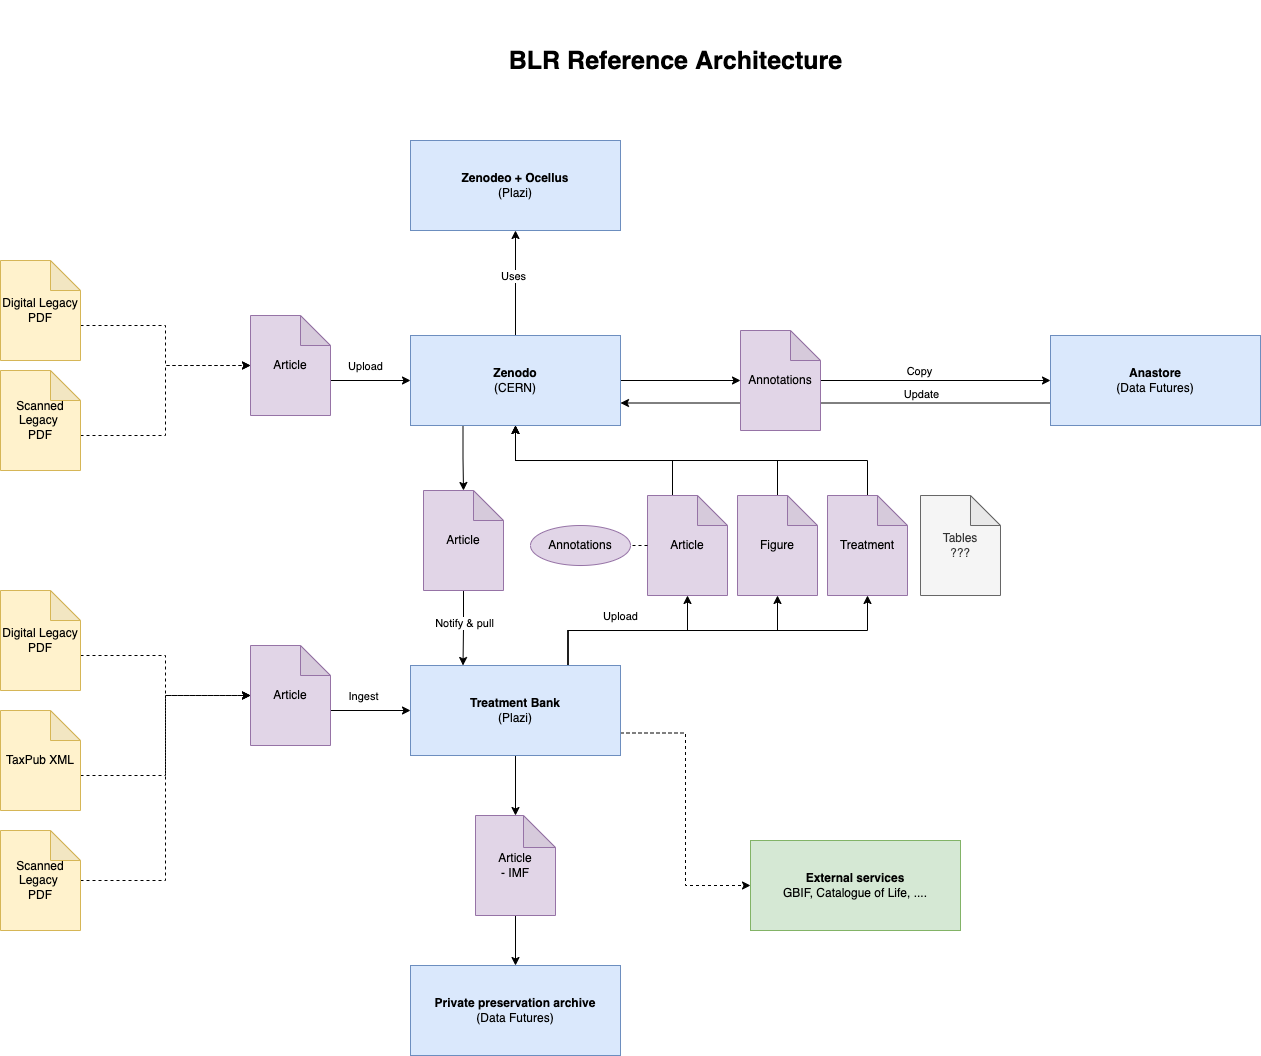 BLR Reference Architecture
Zenodeo + Ocellus
(Plazi)
Uses
Digital Legacy
PDF
Scanned
Legacy
PDF
Article
Upload
Zenodo
(CERN)
Annotations
Copy
Update
Anastore
(Data Futures)
Article
Annotations
Article
Figure
Treatment
Tables
???
Notify & pull
Upload
Digital Legacy
PDF
TaxPub XML
Scanned
Legacy
PDF
Article
Ingest
Treatment Bank
(Plazi)
Article
- IMF
External services
GBIF, Catalogue of Life, ....
Private preservation archive
(Data Futures)